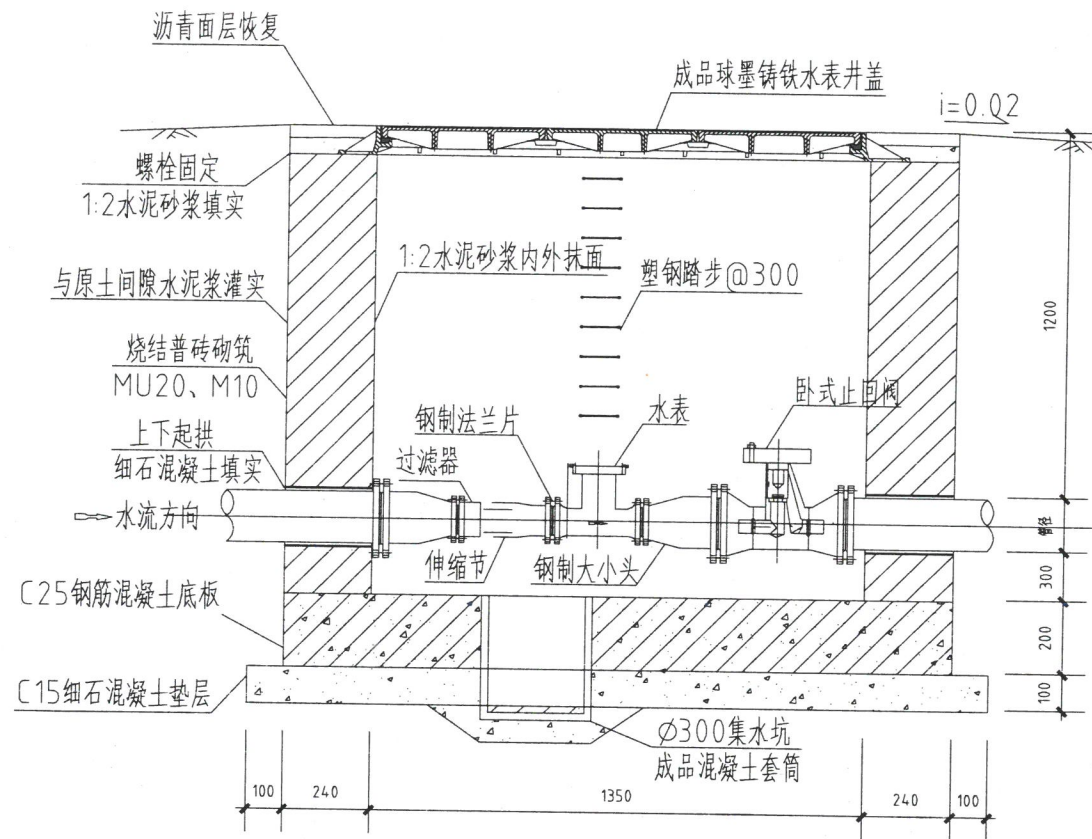 沥青面层恢复
成品球墨铸铁水表井盖
i=0.02
螺栓固定
1:2水泥砂浆填实
1:2水泥砂浆内外抹面
与原土间隙水泥浆灌实
塑钢踏步@300
1200
烧结普砖砌筑
MU20、M10
卧式止回阀
钢制法兰片
水表
上下起拱
细石混凝土填实
过滤器
水流方向
管径
伸缩节
钢制大小头
300
C25钢筋混凝土底板
200
C15细石混凝土垫层
100
Ø300集水坑
成品混凝土套筒
100
240
1350
240
100